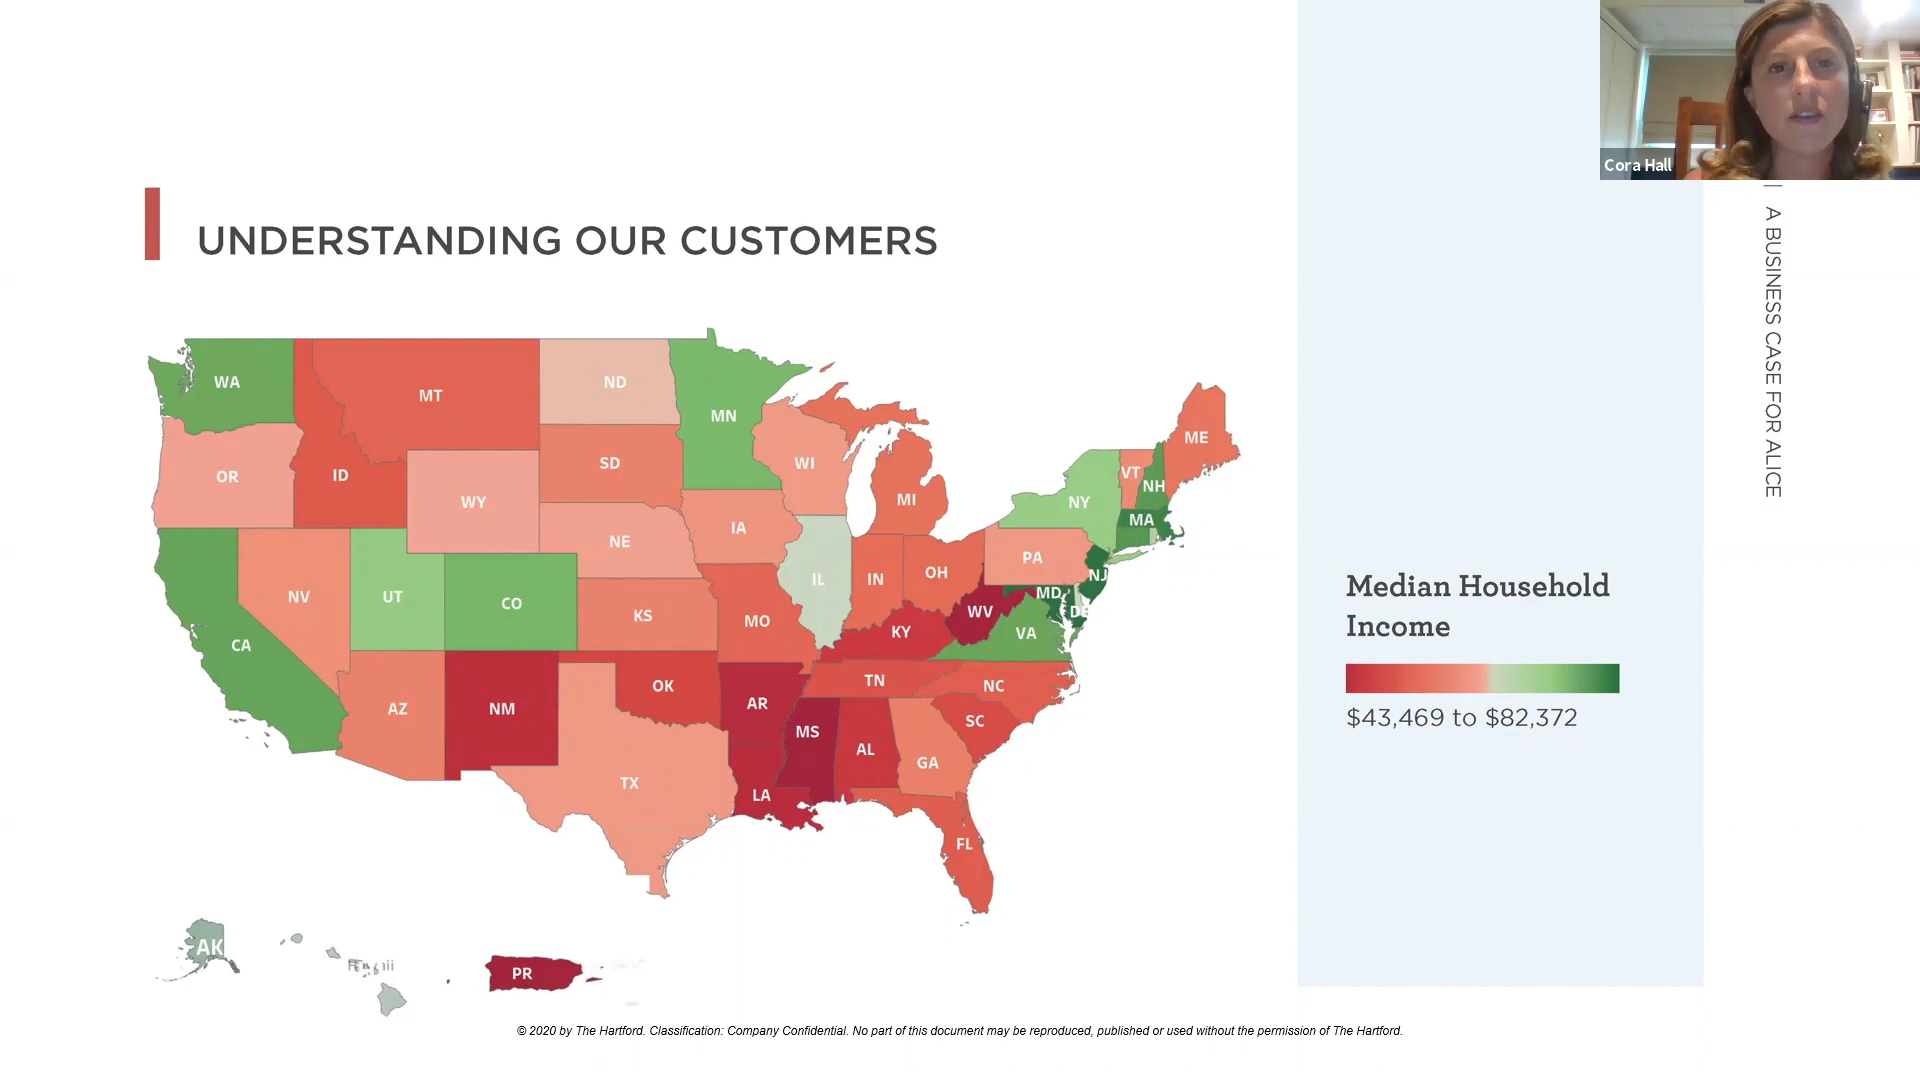 Cora Hall
| A BUSINESS CASE FOR ALICE
UNDERSTANDING OUR CUSTOMERS
WA
MT
ND
MN
OR
ID
WY
SD
WI
MI
NY
VT
NH
ME
MA
NE
IA
PA
NV
UT
CO
KS
MO
IL
IN
OH
NJ
MD
DE
WV
VA
CA
KY
AZ
NM
OK
AR
TN
NC
SC
MS
AL
GA
TX
LA
FL
AK
PR
Median Household
Income
$43,469 to $82,372
© 2020 by The Hartford. Classification: Company Confidential. No part of this document may be reproduced, published or used without the permission of The Hartford.